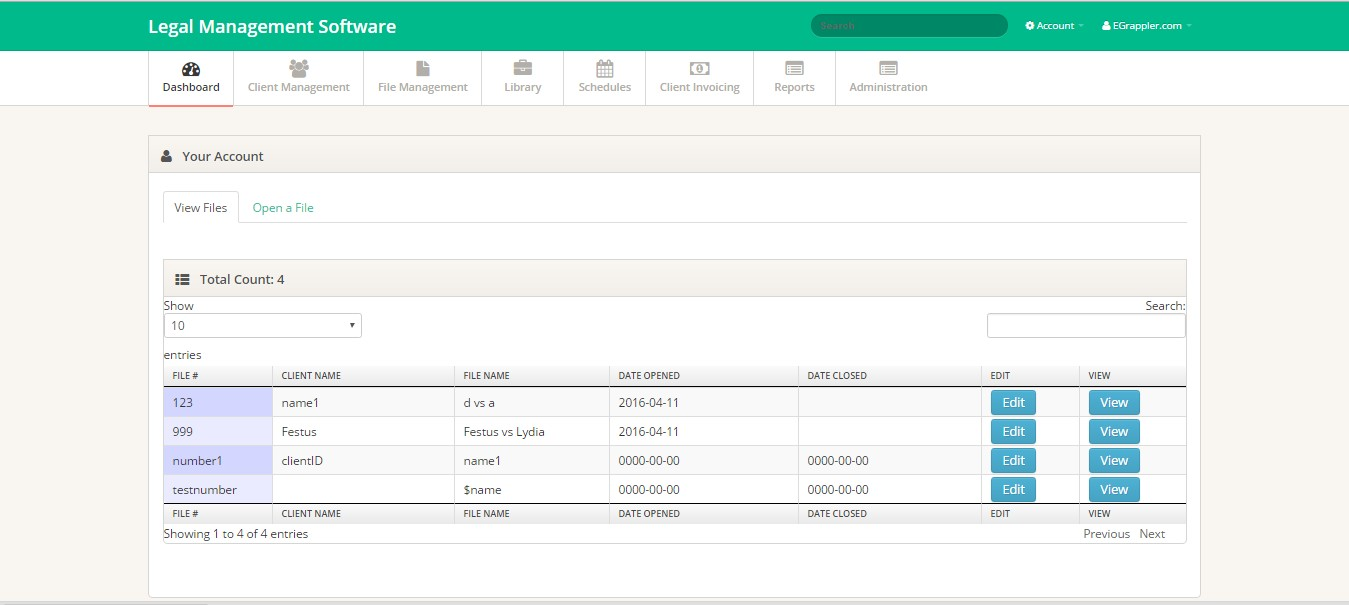 Legal Management Software
Search
Account
EGrappler.com
Dashboard
Client Management
File Management
Library
Schedules
Client Invoicing
Reports
Administration
Your Account
View Files
Open a File
Total Count: 4
Show
Search:
10
entries
FILE # CLIENT NAME FILE NAME DATE OPENED DATE CLOSED EDIT VIEW
123 name1 d vs a 2016-04-11 Edit View
999 Festus Festus vs Lydia 2016-04-11 Edit View
number1 clientID name1 0000-00-00 0000-00-00 Edit View
testnumber $name 0000-00-00 0000-00-00 Edit View
FILE # CLIENT NAME FILE NAME DATE OPENED DATE CLOSED EDIT VIEW
Showing 1 to 4 of 4 entries
Previous Next